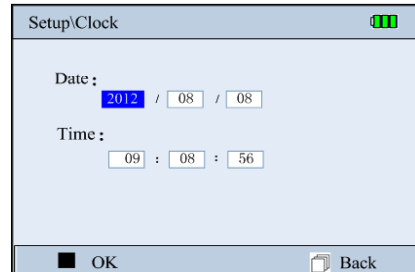 Setup\Clock
Date:
2012 / 08 / 08
Time:
09 : 08 : 56
OK Back